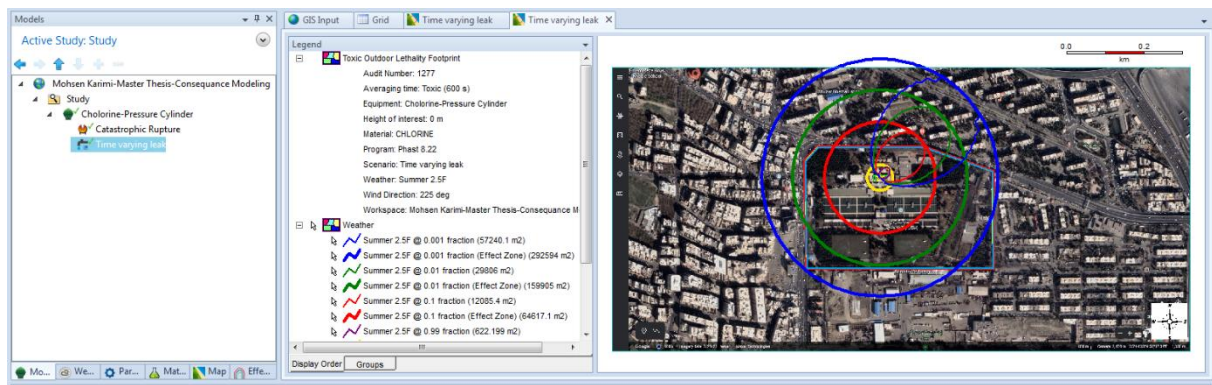 Models
Active Study: Study
Mohsen Karimi-Master Thesis-Consequance Modeling
Study
Cholorine-Pressure Cylinder
Catastrophic Rupture
Time varying leak
Mo... We... Par... Mat... Map Effe...
GIS Input Grid Time varying leak Time varying leak
Legend
Toxic Outdoor Lethality Footprint
Audit Number: 1277
Averaging time: Toxic (600 s)
Equipment: Cholorine-Pressure Cylinder
Height of interest: 0 m
Material: CHLORINE
Program: Phast 8.22
Scenario: Time varying leak
Weather: Summer 2.5F
Wind Direction: 225 deg
Workspace: Mohsen Karimi-Master Thesis-Consequance M
Weather
Summer 2.5F @ 0.001 fraction (57240.1 m2)
Summer 2.5F @ 0.001 fraction (Effect Zone) (292594 m2)
Summer 2.5F @ 0.01 fraction (29806 m2)
Summer 2.5F @ 0.01 fraction (Effect Zone) (159905 m2)
Summer 2.5F @ 0.1 fraction (12085.4 m2)
Summer 2.5F @ 0.1 fraction (Effect Zone) (64617.1 m2)
Summer 2.5F @ 0.99 fraction (622.199 m2)
Display Order Groups
0.0 0.2
km
Google